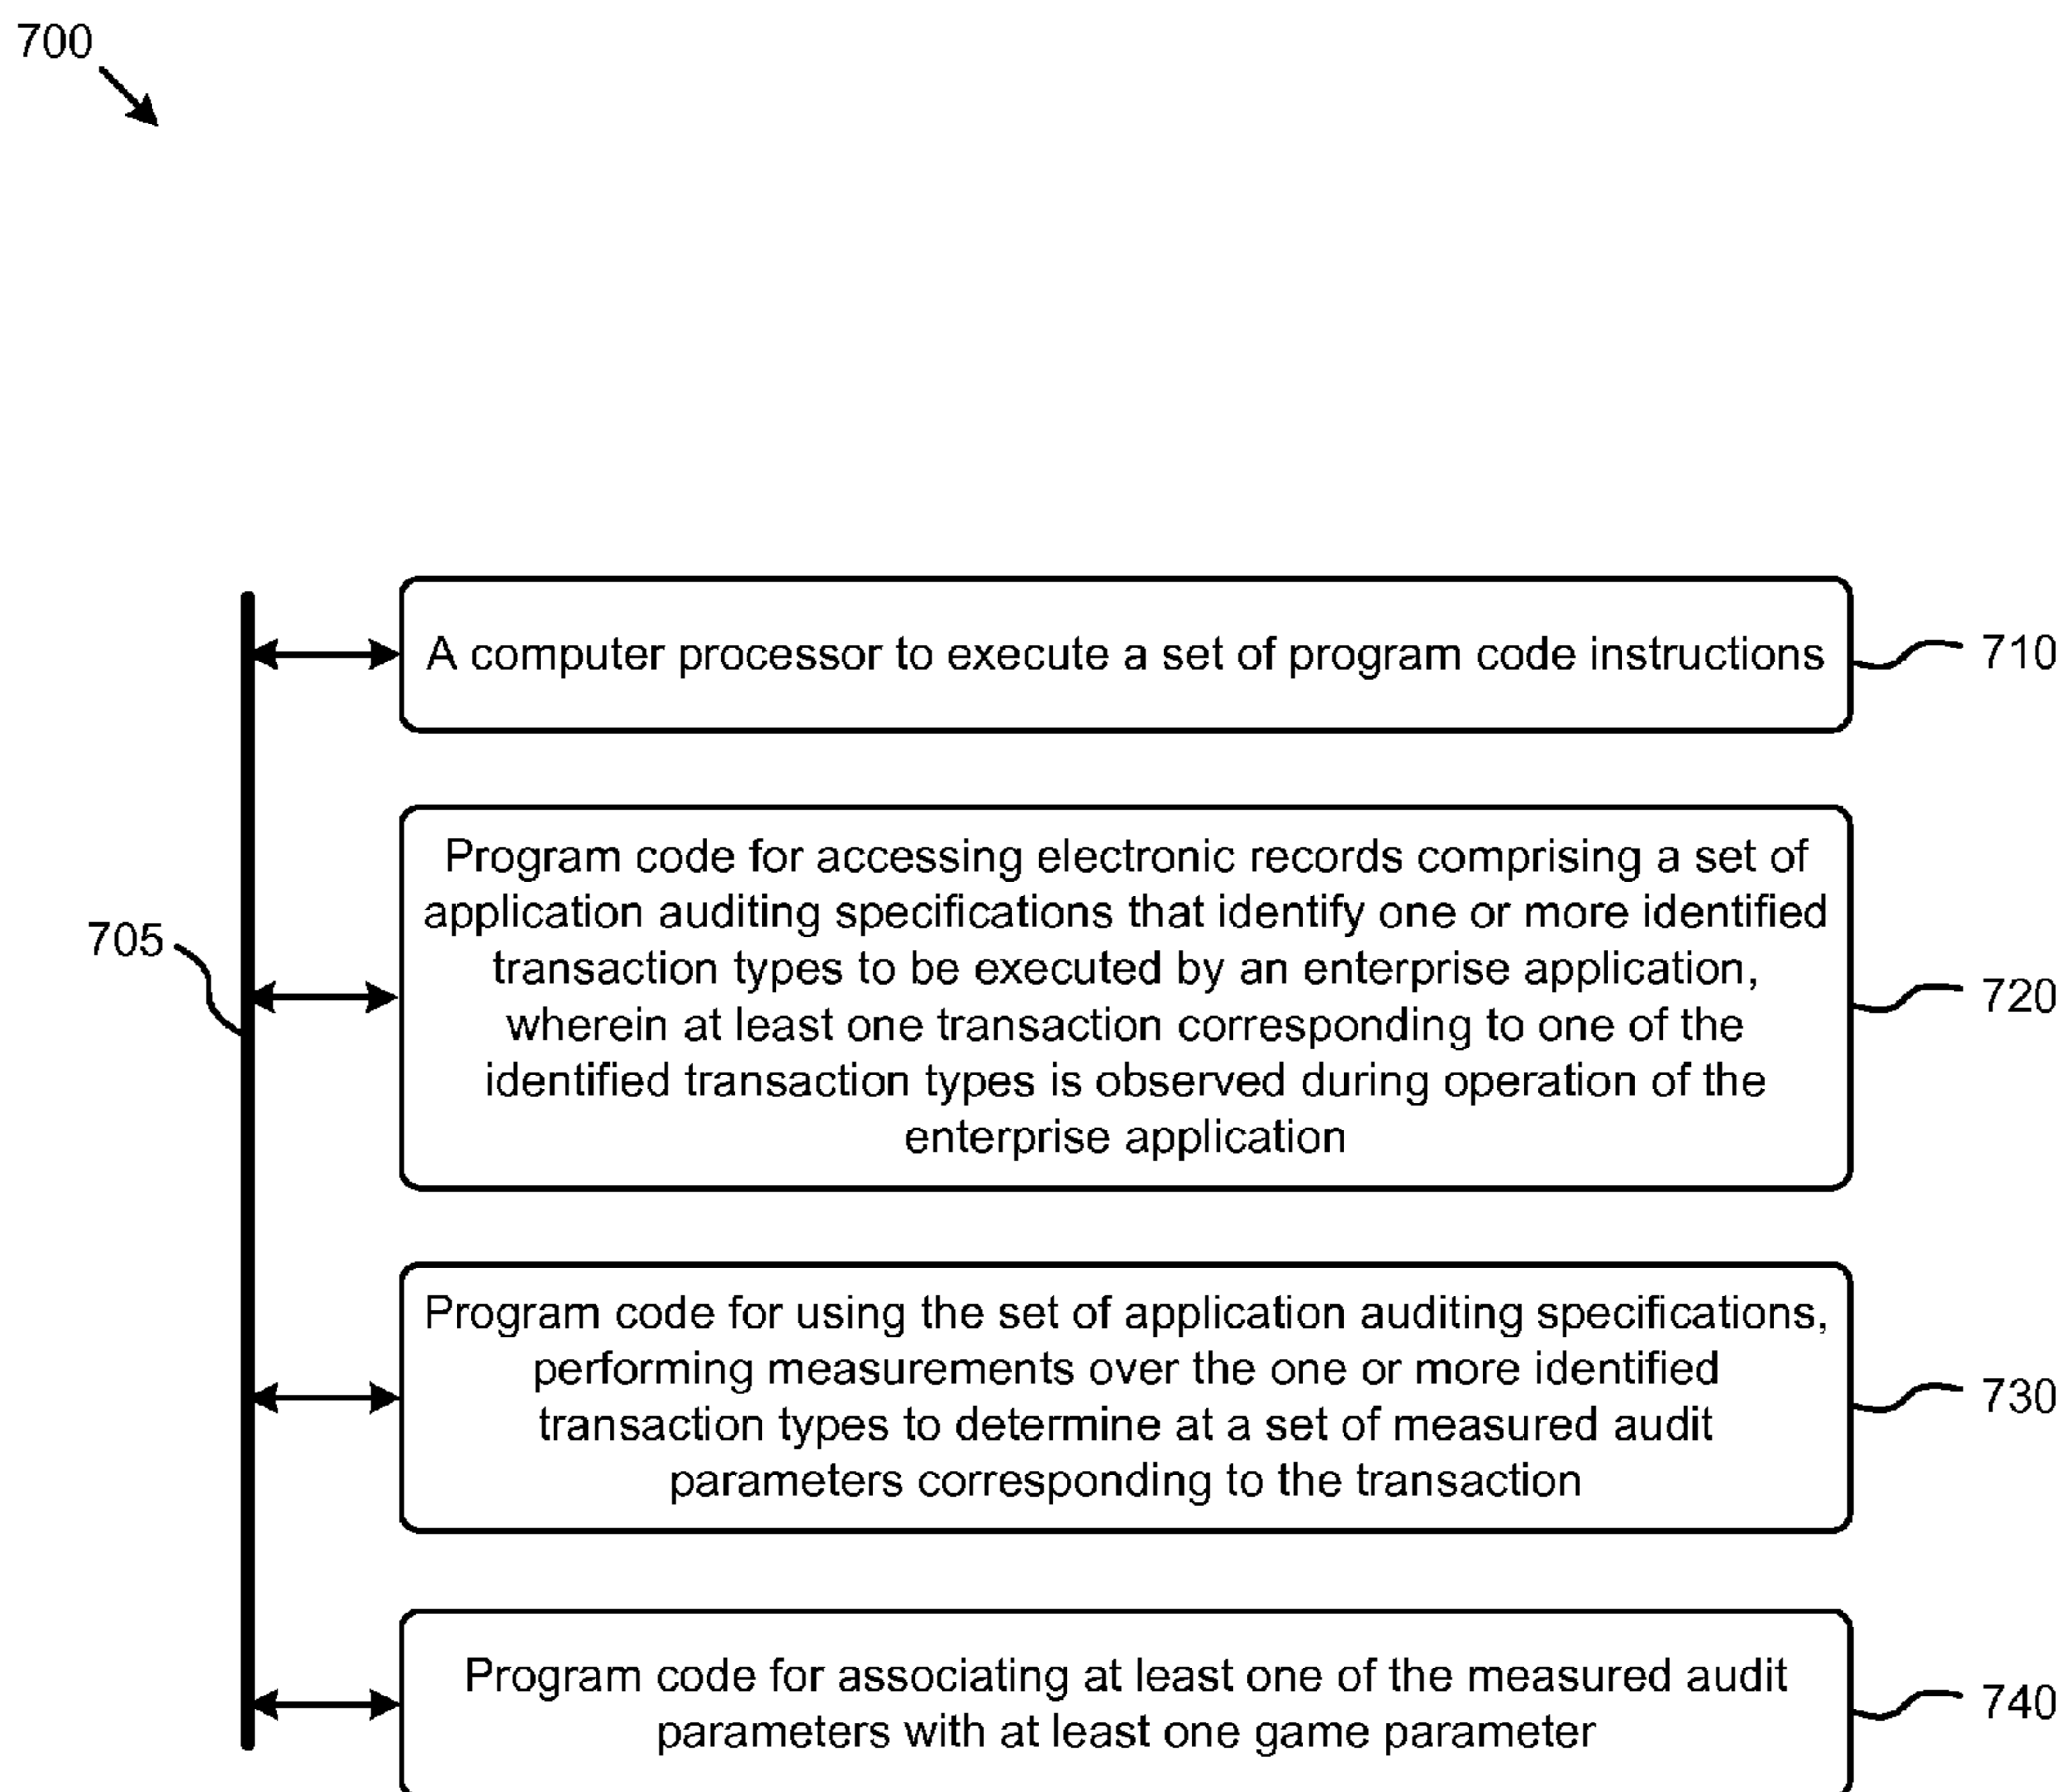 700
A computer processor to execute a set of program code instructions
710
Program code for accessing electronic records comprising a set of
application auditing specifications that identify one or more identified
transaction types to be executed by an enterprise application,
wherein at least one transaction corresponding to one of the
identified transaction types is observed during operation of the
enterprise application
705
720
Program code for using the set of application auditing specifications,
performing measurements over the one or more identified
transaction types to determine at a set of measured audit
parameters corresponding to the transaction
730
Program code for associating at least one of the measured audit
parameters with at least one game parameter
740